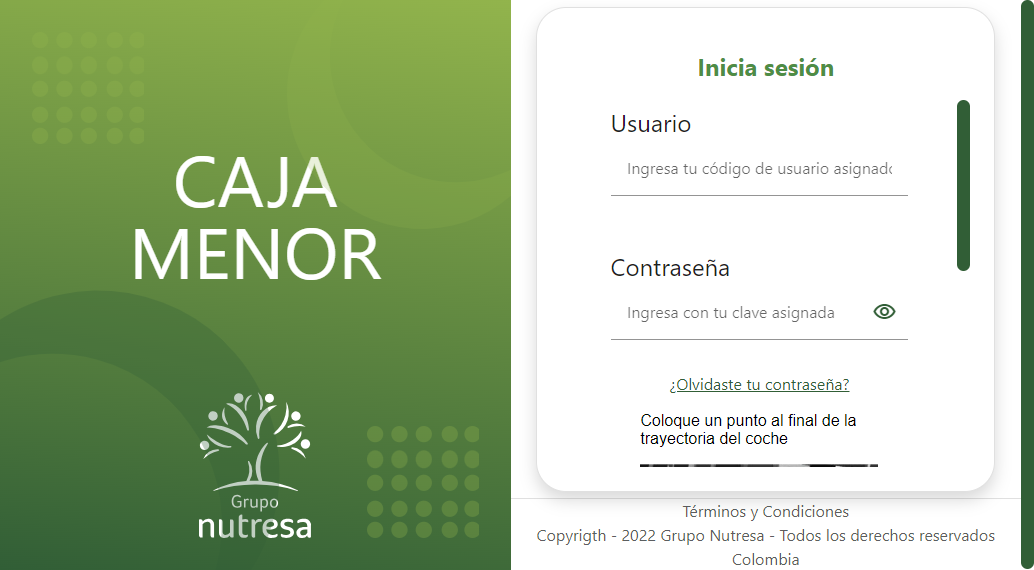 CAJA
MENOR
Grupo
nutresa
Inicia sesión
Usuario
Ingresa tu código de usuario asignado
Contraseña
Ingresa con tu clave asignada
¿Olvidaste tu contraseña?
Coloque un punto al final de la
trayectoria del coche
Términos y Condiciones
Copyrigth - 2022 Grupo Nutresa - Todos los derechos reservados
Colombia